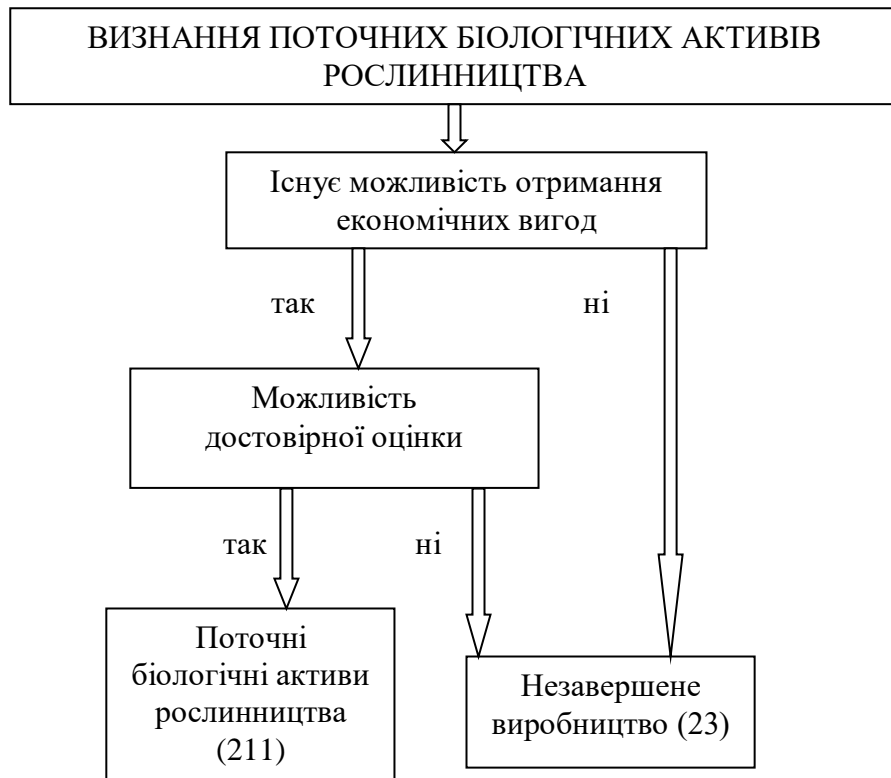 ВИЗНАННЯ ПОТОЧНИХ БІОЛОГІЧНИХ АКТИВІВ
РОСЛИННИЦТВА
Існує можливість отримання
економічних вигод
так
ні
Можливість
достовірної оцінки
так
ні
Поточні
біологічні активи
рослинництва
(211)
Незавершене
виробництво (23)